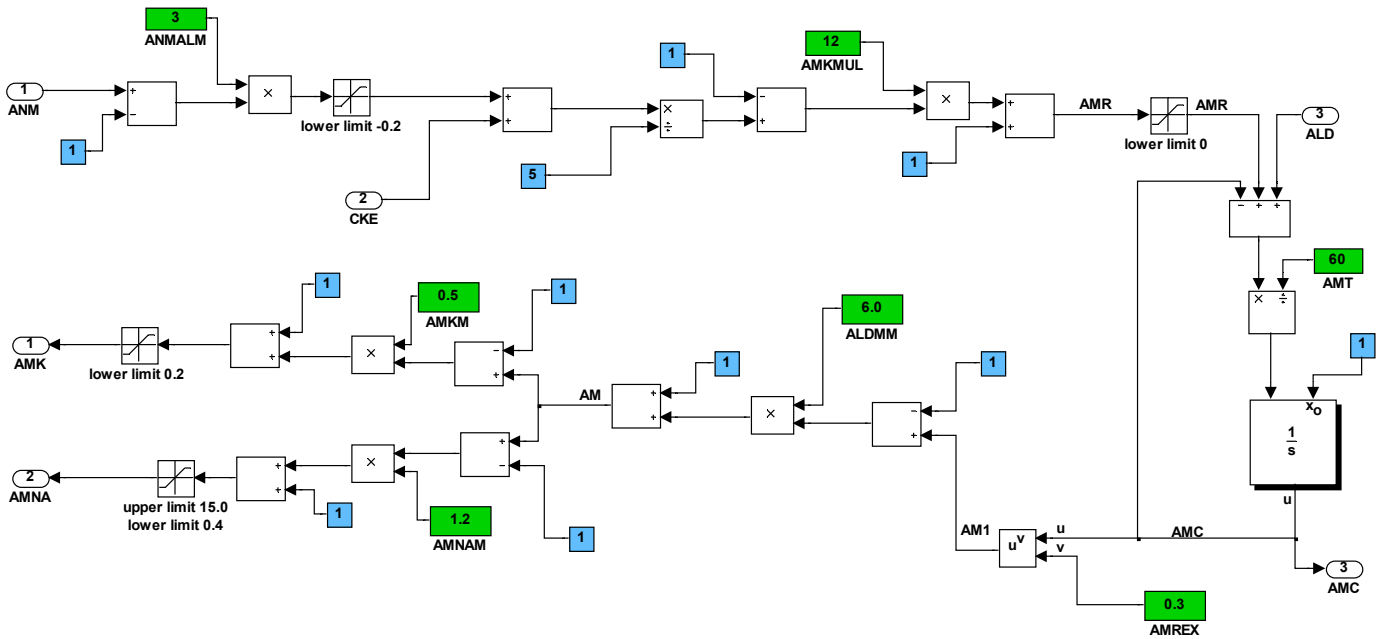 3
ANMALM
1
ANM
+
−
1
×
lower limit -0.2
+
+
2
CKE
5
×
÷
1
−
+
12
AMKMUL
×
1
+
+
AMR
AMR
lower limit 0
3
ALD
− + +
60
AMT
× ÷
1
xo
1
s
u
AMC
3
AMC
u
v
uv
0.3
AMREX
AM1
1
−
+
6.0
ALDMM
×
1
+
+
AM
1
−
+
0.5
AMKM
×
1
+
+
lower limit 0.2
1
AMK
+
−
1
×
1.2
AMNAM
+
+
1
upper limit 15.0
lower limit 0.4
2
AMNA